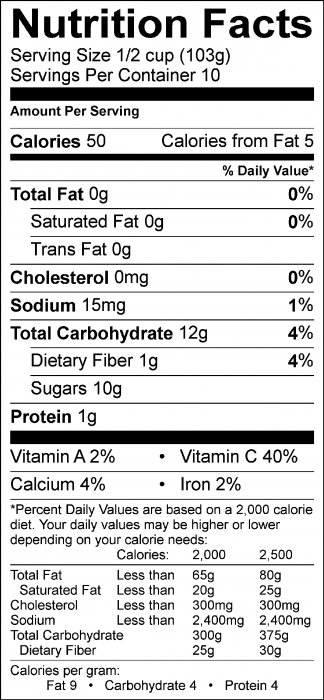 Nutrition Facts
Serving Size 1/2 cup (103g)
Servings Per Container 10
Amount Per Serving
Calories 50 Calories from Fat 5
% Daily Value*
Total Fat 0g 0%
Saturated Fat 0g 0%
Trans Fat 0g
Cholesterol 0mg 0%
Sodium 15mg 1%
Total Carbohydrate 12g 4%
Dietary Fiber 1g 4%
Sugars 10g
Protein 1g
Vitamin A 2% • Vitamin C 40%
Calcium 4% • Iron 2%
*Percent Daily Values are based on a 2,000 calorie
diet. Your daily values may be higher or lower
depending on your calorie needs:
Calories: 2,000 2,500
Total Fat Less than 65g 80g
Saturated Fat Less than 20g 25g
Cholesterol Less than 300mg 300mg
Sodium Less than 2,400mg 2,400mg
Total Carbohydrate 300g 375g
Dietary Fiber 25g 30g
Calories per gram:
Fat 9 • Carbohydrate 4 • Protein 4